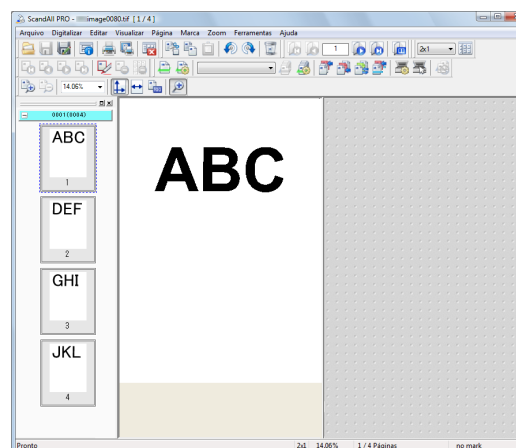 ScandAll PRO - image0080.tif [ 1 / 4 ]
Arquivo Digitalizar Editar Visualizar Página Marca Zoom Ferramentas Ajuda
1 2x1
14.06%
0001(0004)
ABC
1
DEF
2
GHI
3
JKL
4
ABC
Pronto 2x1 14,06% 1 / 4 Páginas no mark